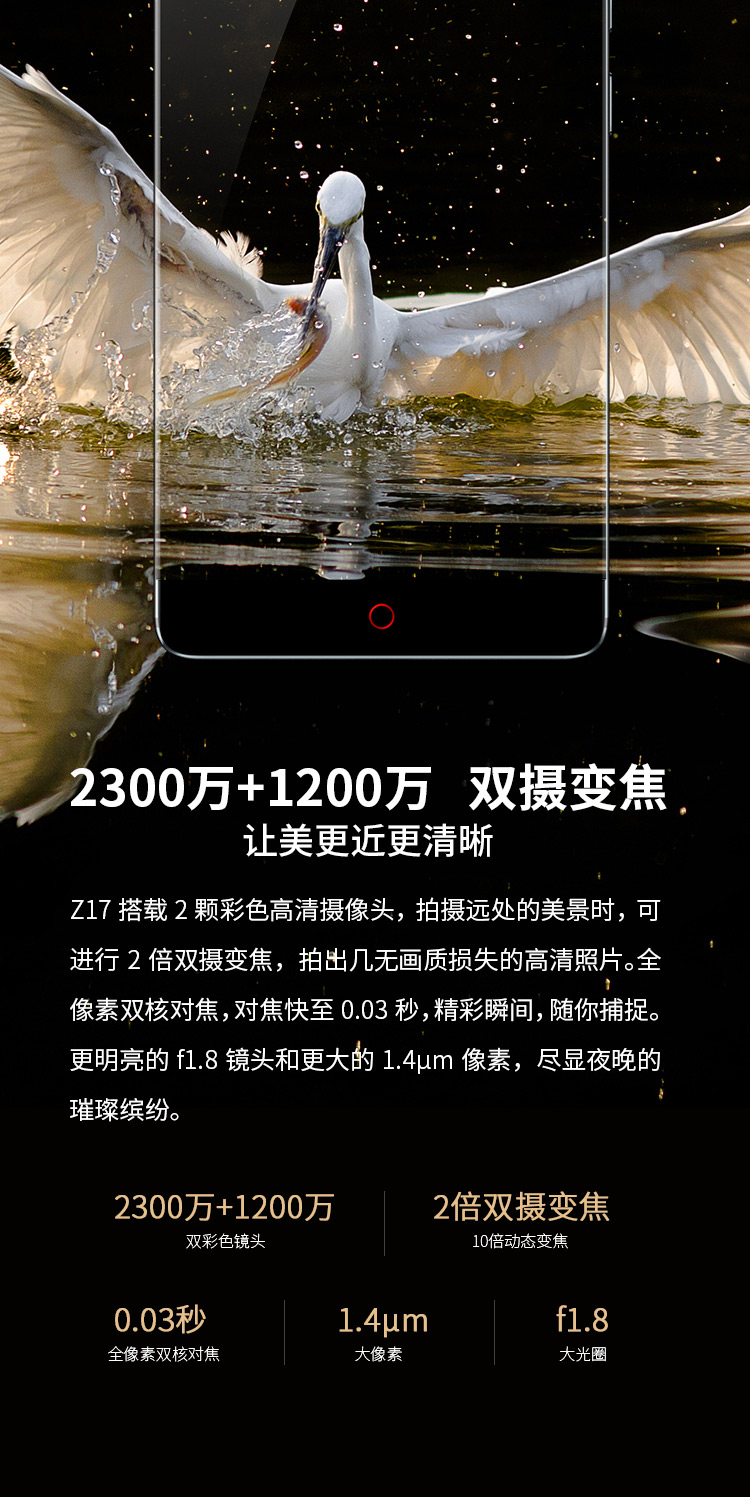 2300万+1200万 双摄变焦
让美更近更清晰
Z17 搭载 2 颗彩色高清摄像头，拍摄远处的美景时，可
进行 2 倍双摄变焦，拍出几无画质损失的高清照片。全
像素双核对焦，对焦快至 0.03 秒，精彩瞬间，随你捕捉。
更明亮的 f1.8 镜头和更大的 1.4μm 像素，尽显夜晚的
璀璨缤纷。
2300万+1200万 2倍双摄变焦
双彩色镜头 10倍动态变焦
0.03秒 1.4μm f1.8
全像素双核对焦 大像素 大光圈